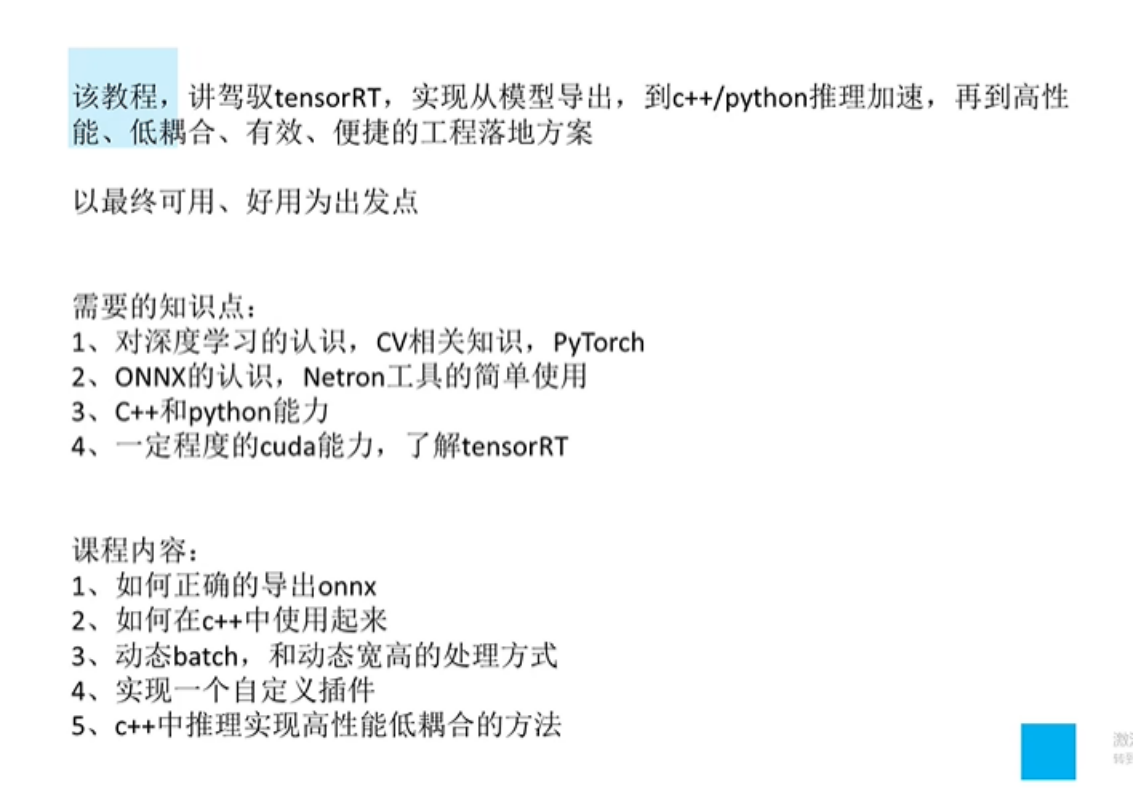 该教程，讲驾驭tensorRT，实现从模型导出，到c++/python推理加速，再到高性
能、低耦合、有效、便捷的工程落地方案
以最终可用、好用为出发点
需要的知识点：
1、对深度学习的认识，CV相关知识，PyTorch
2、ONNX的认识，Netron工具的简单使用
3、C++和python能力
4、一定程度的cuda能力，了解tensorRT
课程内容：
1、如何正确的导出onnx
2、如何在c++中使用起来
3、动态batch，和动态宽高的处理方式
4、实现一个自定义插件
5、c++中推理实现高性能低耦合的方法
激
转到